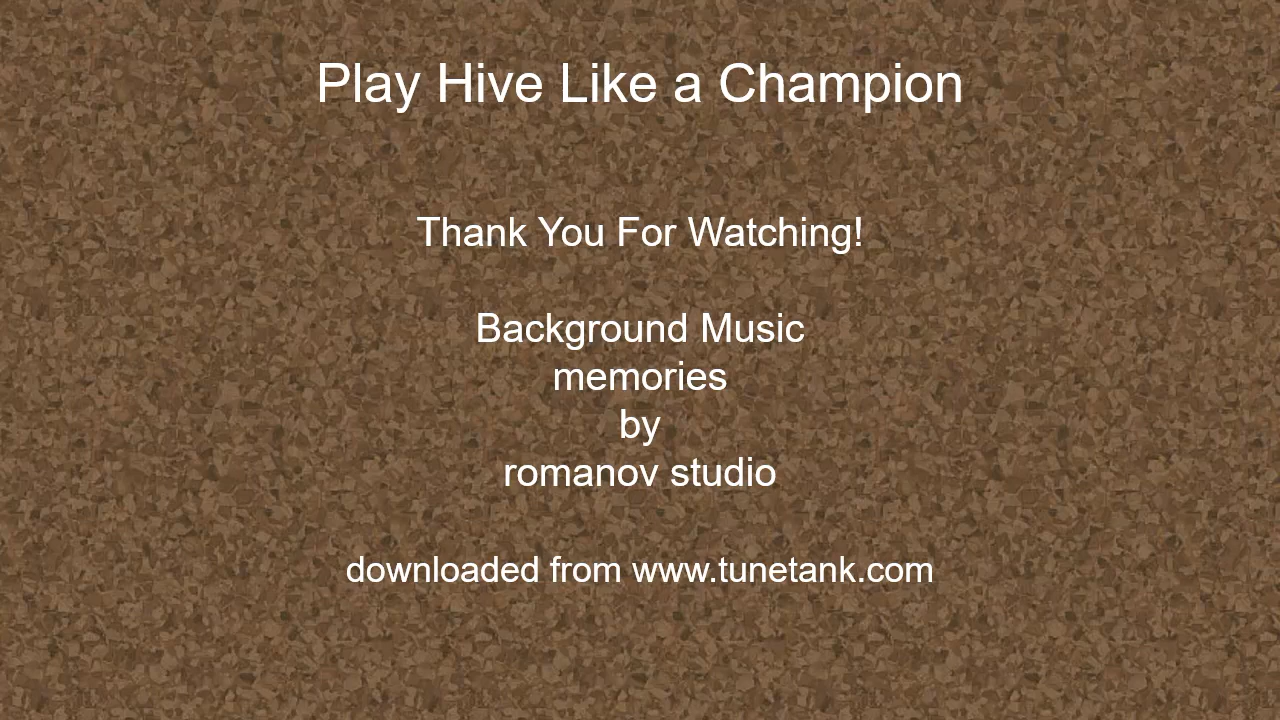 Play Hive Like a Champion
Thank You For Watching!
Background Music
memories
by
romanov studio
downloaded from www.tunetank.com